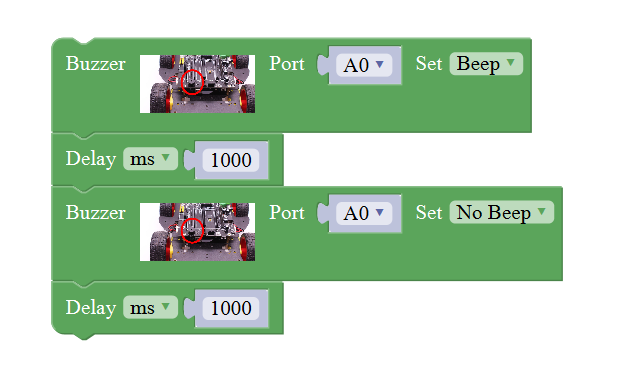 Buzzer Port A0 Set Beep
Delay ms 1000
Buzzer Port A0 Set No Beep
Delay ms 1000